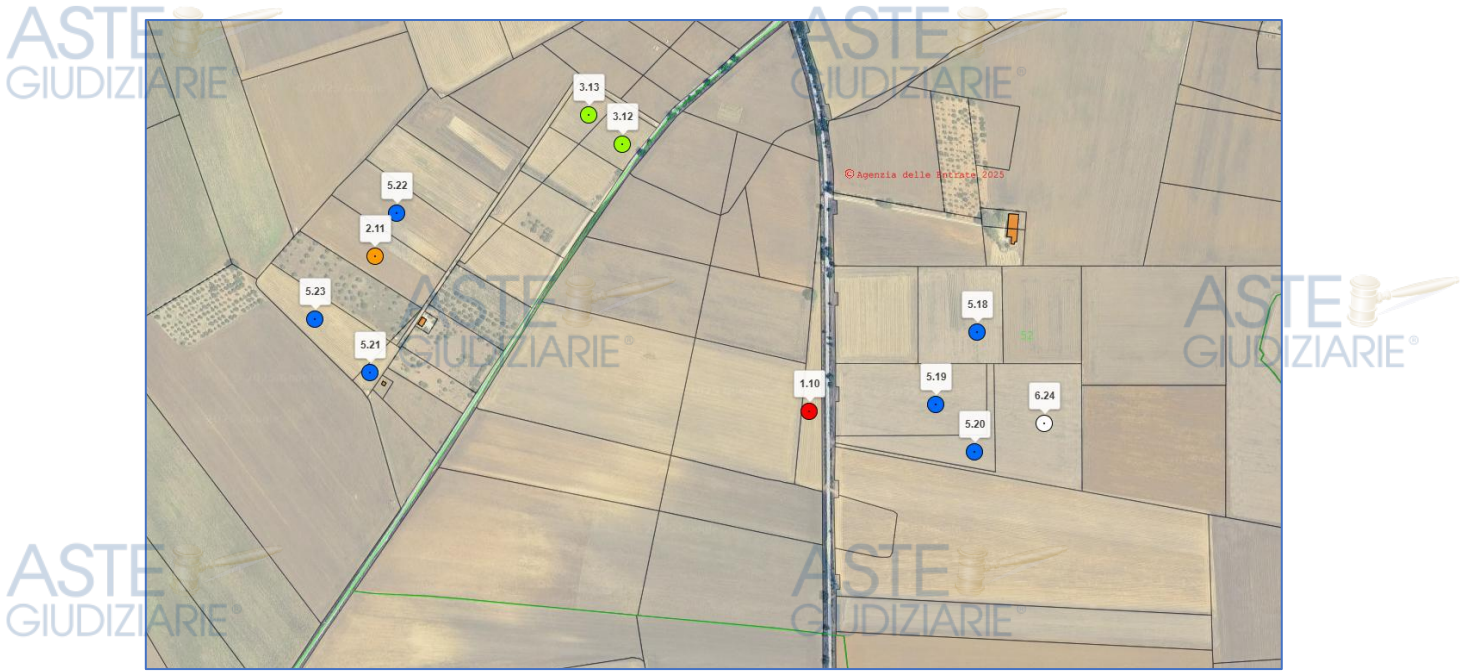 ASTE
GIUDIZIARIE®
ASTE
GIUDIZIARIE®
3.13
3.12
© Agenzia delle Entrate 2025
5.22
2.11
5.23
ASTE
GIUDIZIARIE®
5.18
ASTE
GIUDIZIARIE®
52
5.21
5.19
1.10
6.24
5.20
ASTE
GIUDIZIARIE®
ASTE
GIUDIZIARIE®